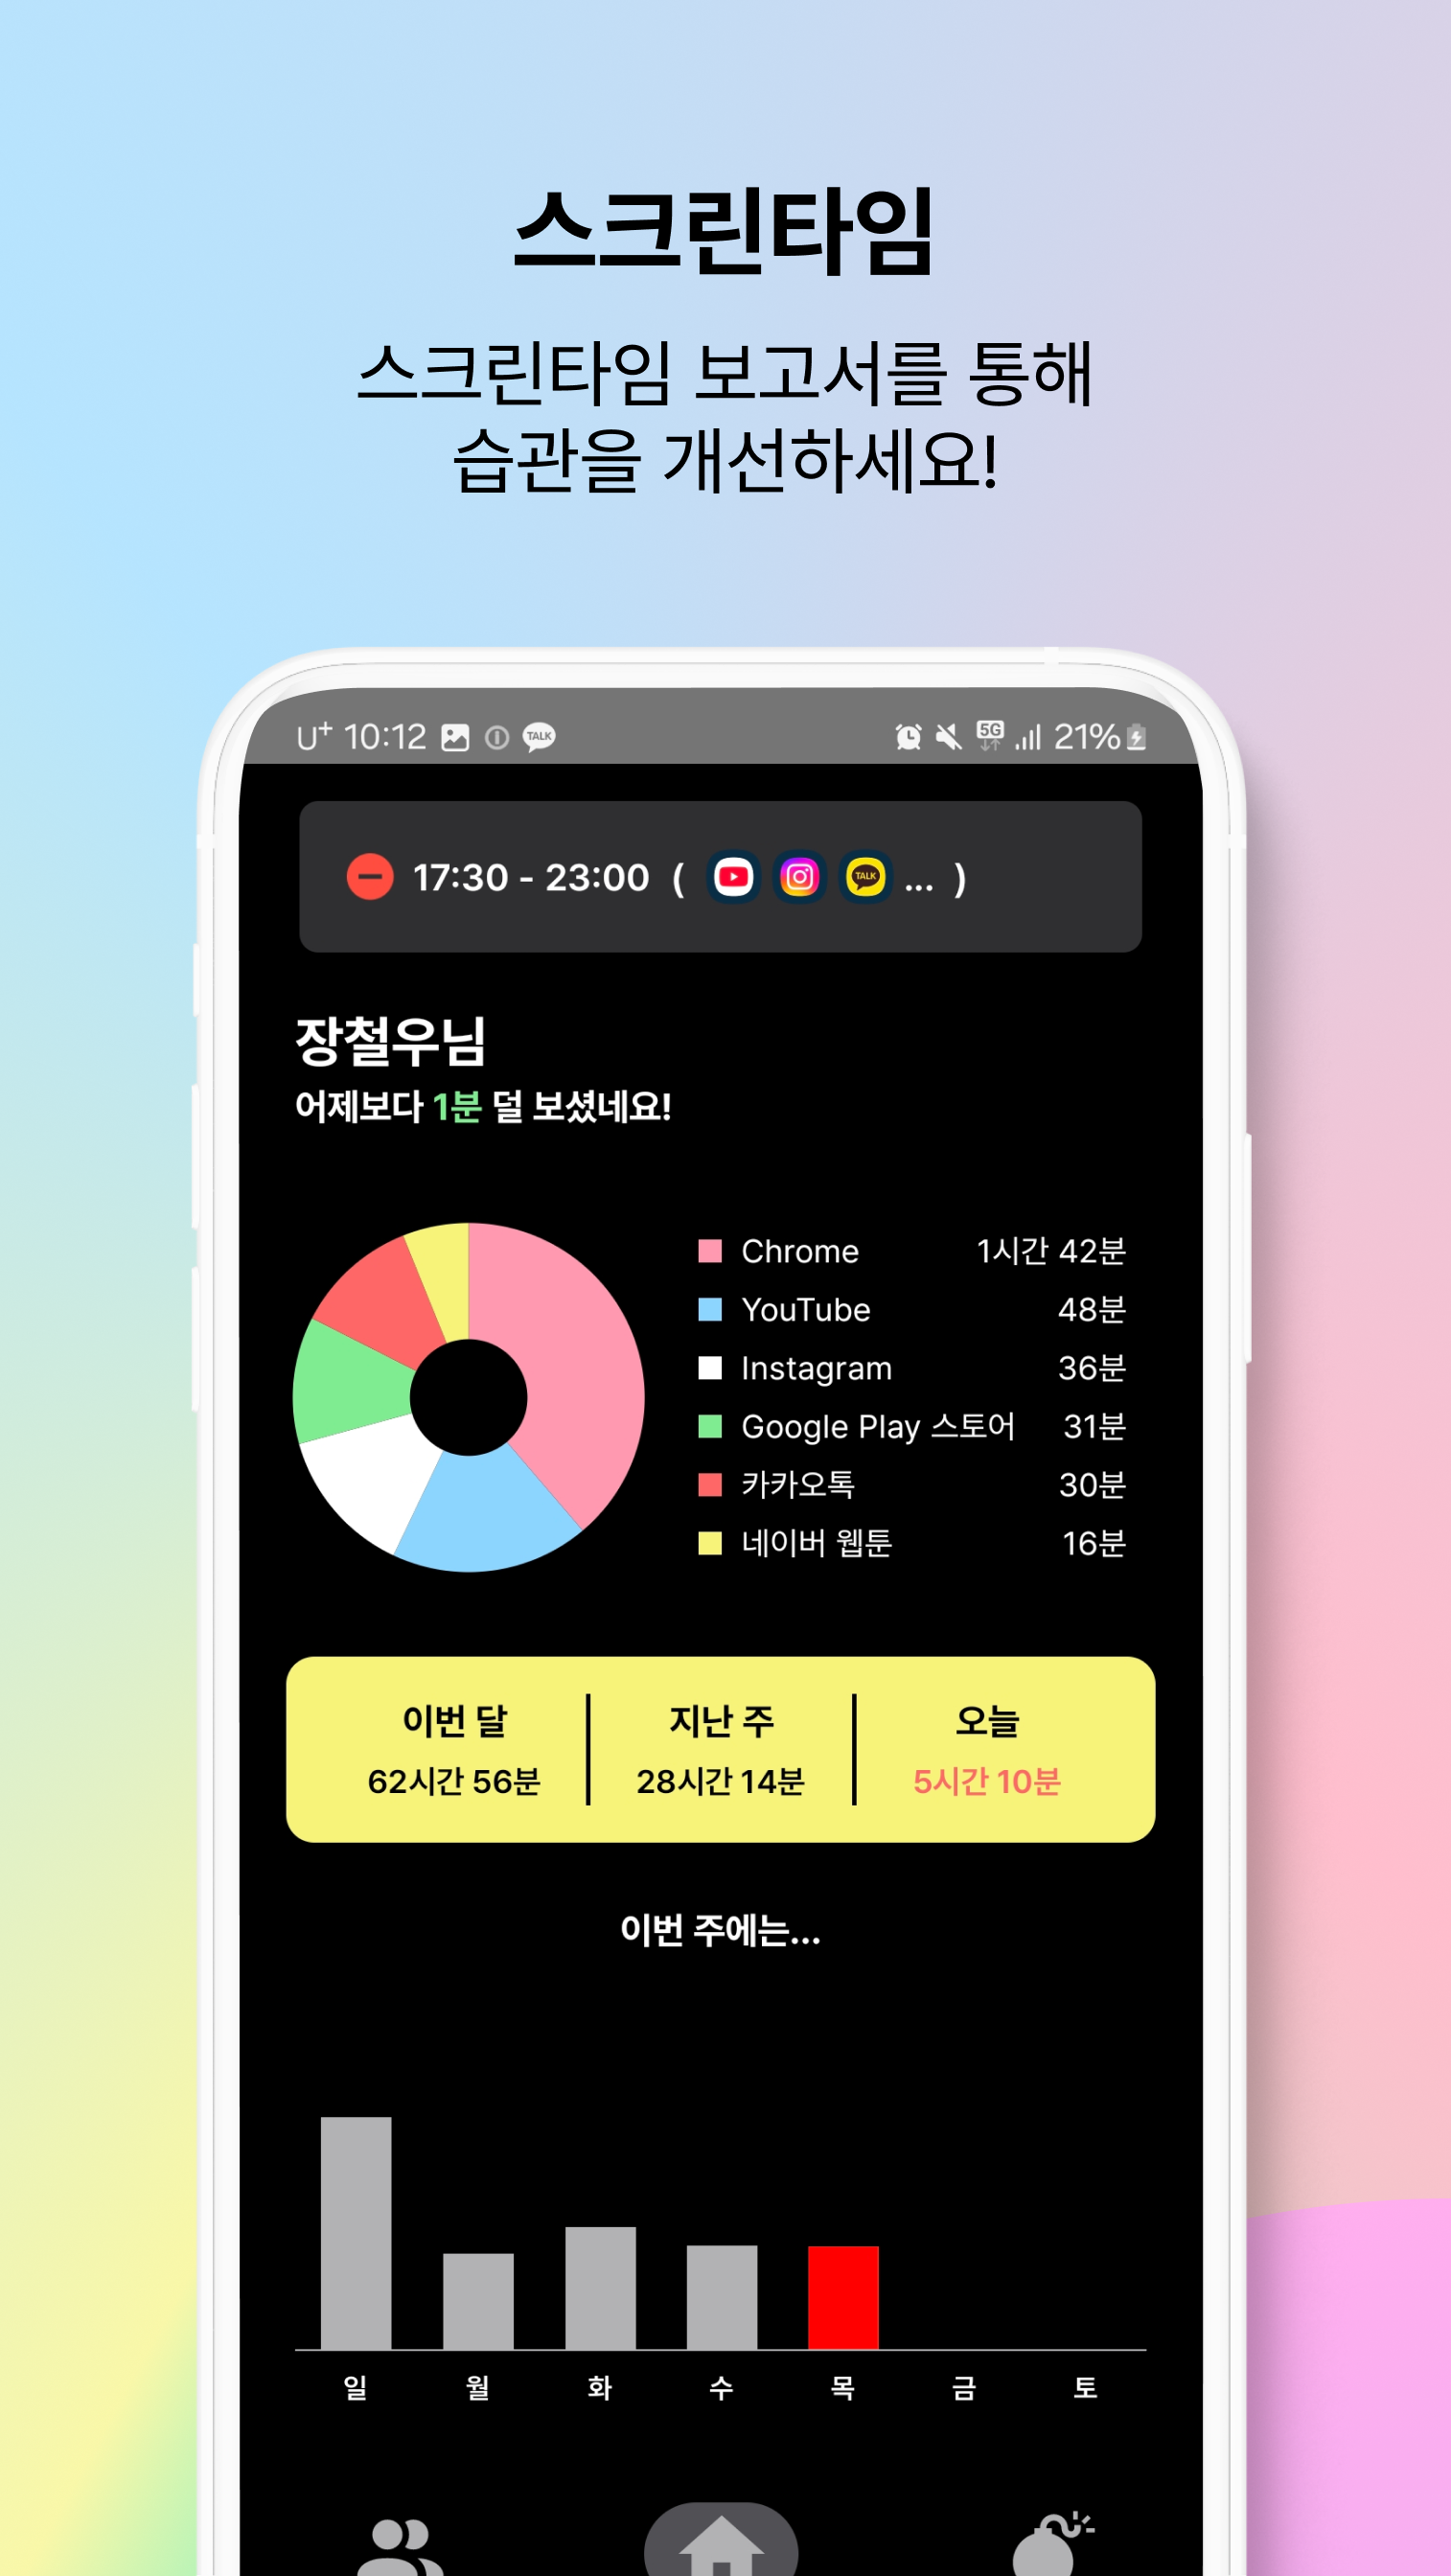 스크린타임
스크린타임 보고서를 통해
습관을 개선하세요!
U+ 10:12 TALK 5G 21%
17:30 - 23:00 ( TALK ... )
장철우님
어제보다 1분 덜 보셨네요!
Chrome 1시간 42분
YouTube 48분
Instagram 36분
Google Play 스토어 31분
카카오톡 30분
네이버 웹툰 16분
이번 달 지난 주 오늘
62시간 56분 28시간 14분 5시간 10분
이번 주에는...
일 월 화 수 목 금 토